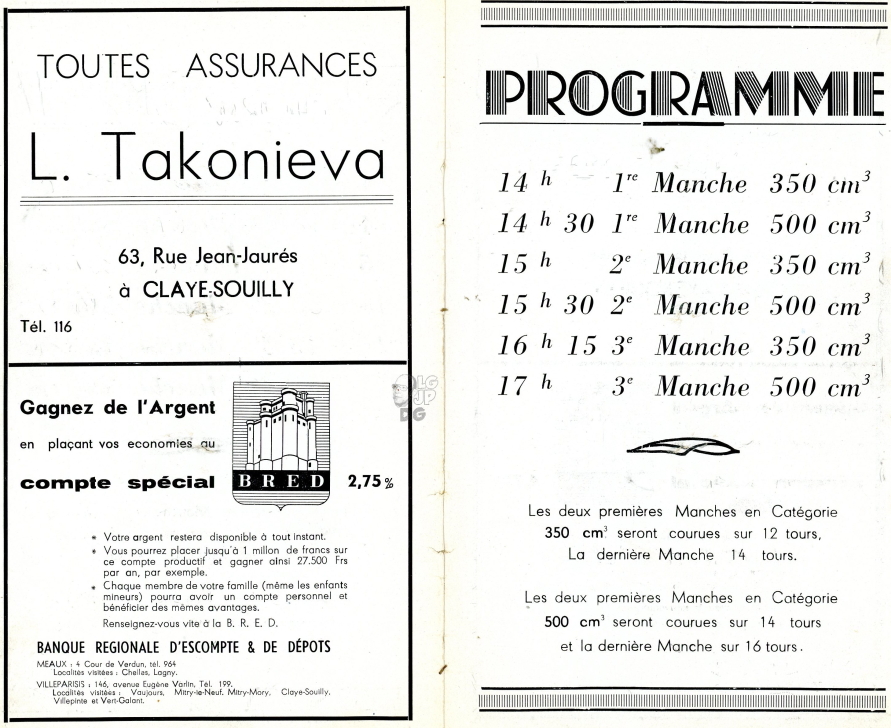 TOUTES ASSURANCES
L. Takonieva
63, Rue Jean-Jaurés
à CLAYE-SOUILLY
Tél. 116
Gagnez de l'Argent
en plaçant vos economies au
compte spécial
BRED
2,75 %
* Votre argent restera disponible à tout instant.
* Vous pourrez placer jusqu'à 1 millon de francs sur
ce compte productif et gagner ainsi 27.500 Frs
par an, par exemple.
* Chaque membre de votre famille (même les enfants
mineurs) pourra avoir un compte personnel et
bénéficier des mêmes avantages.
Renseignez-vous vite à la B. R. E. D.
BANQUE REGIONALE D'ESCOMPTE & DE DÉPOTS
MEAUX : 4 Cour de Verdun, tél. 964
Localités visitées : Chelles, Lagny.
VILLEPARISIS : 146, avenue Eugène Varlin, Tél. 199.
Localités visitées : Vaujours, Mitry-le-Neuf, Mitry-Mory, Claye-Souilly,
Villepinte et Vert-Galant.
LG
JP
DG
PROGRAMME
14 h 1re Manche 350 cm³
14 h 30 1re Manche 500 cm³
15 h 2e Manche 350 cm³
15 h 30 2e Manche 500 cm³
16 h 15 3e Manche 350 cm³
17 h 3e Manche 500 cm³
Les deux premières Manches en Catégorie
350 cm³ seront courues sur 12 tours,
La dernière Manche 14 tours.
Les deux premières Manches en Catégorie
500 cm³ seront courues sur 14 tours
et la dernière Manche sur 16 tours.